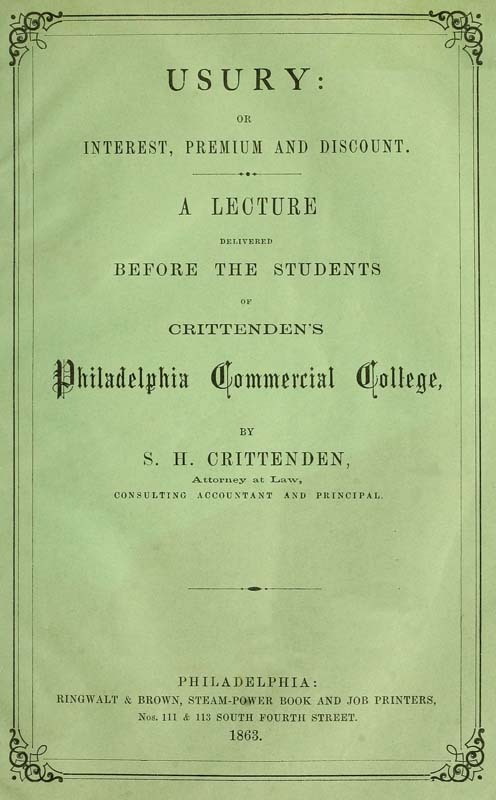 USURY:
OR
INTEREST, PREMIUM AND DISCOUNT.
A LECTURE
DELIVERED
BEFORE THE STUDENTS
OF
CRITTENDEN'S
Philadelphia Commercial College,
BY
S. H. CRITTENDEN,
Attorney at Law,
CONSULTING ACCOUNTANT AND PRINCIPAL.
PHILADELPHIA:
RINGWALT & BROWN, STEAM-POWER BOOK AND JOB PRINTERS,
Nos. 111 & 113 SOUTH FOURTH STREET.
1863.